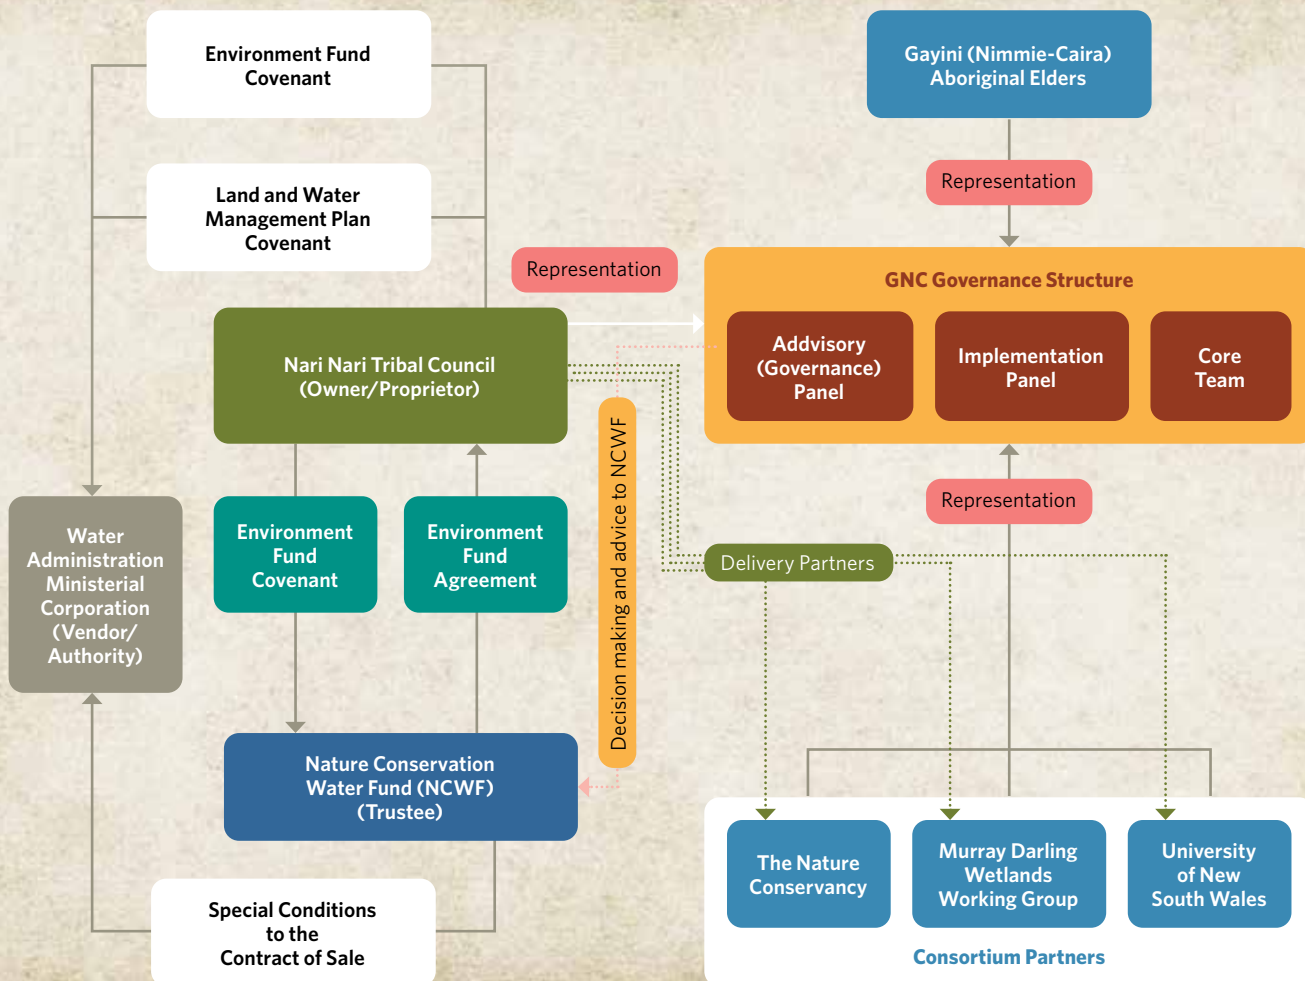 Environment Fund
Covenant
Land and Water
Management Plan
Covenant
Gayini (Nimmie-Caira)
Aboriginal Elders
Representation
Representation
GNC Governance Structure
Addvisory
(Governance)
Panel
Implementation
Panel
Core
Team
Nari Nari Tribal Council
(Owner/Proprietor)
Decision making and advice to NCWF
Representation
Water
Administration
Ministerial
Corporation
(Vendor/
Authority)
Environment
Fund
Covenant
Environment
Fund
Agreement
Delivery Partners
Nature Conservation
Water Fund (NCWF)
(Trustee)
The Nature
Conservancy
Murray Darling
Wetlands
Working Group
University
of New
South Wales
Consortium Partners
Special Conditions
to the
Contract of Sale